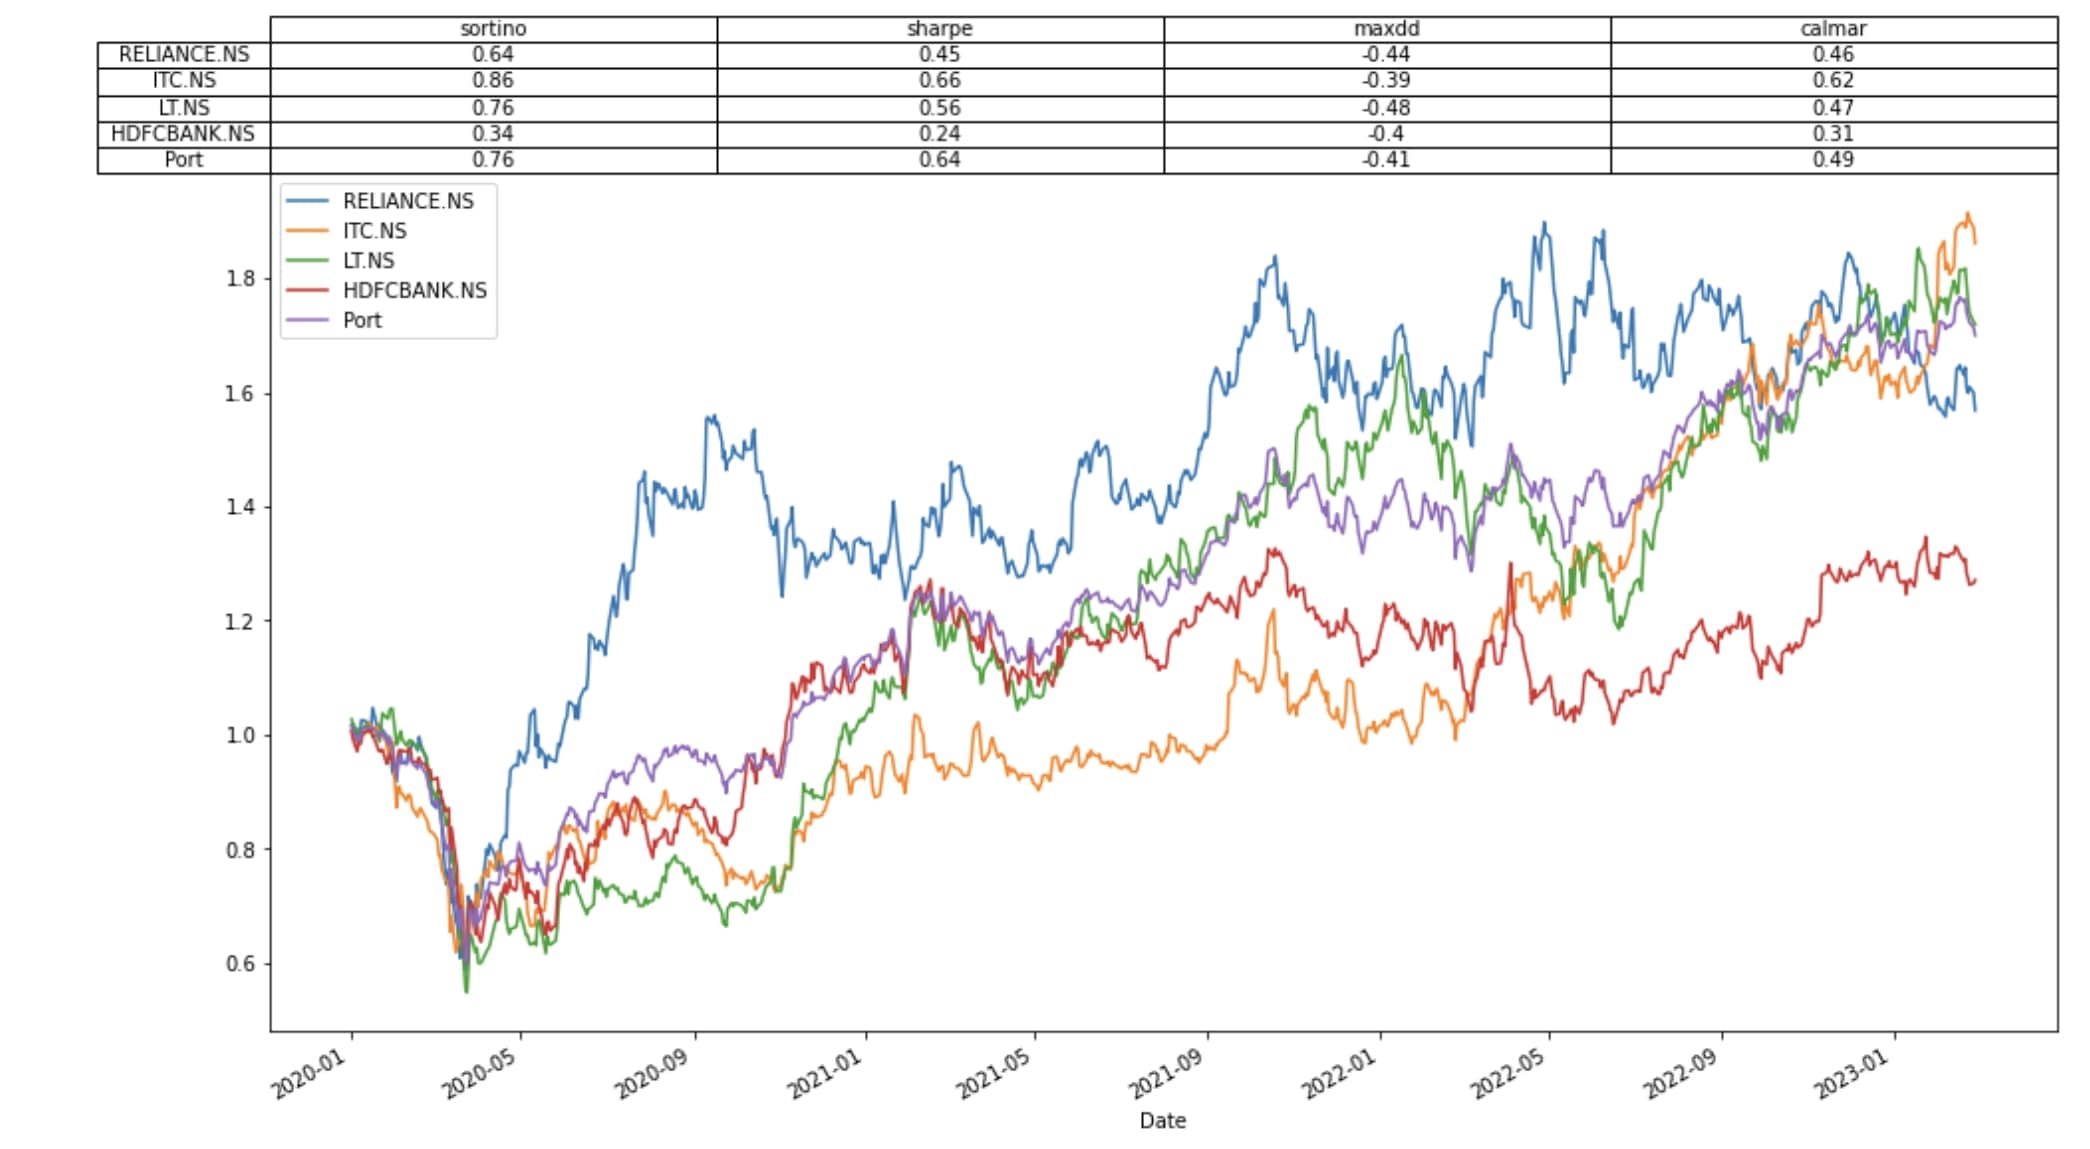 sortino sharpe maxdd calmar
RELIANCE.NS 0.64 0.45 -0.44 0.46
ITC.NS 0.86 0.66 -0.39 0.62
LT.NS 0.76 0.56 -0.48 0.47
HDFCBANK.NS 0.34 0.24 -0.4 0.31
Port 0.76 0.64 -0.41 0.49
RELIANCE.NS
ITC.NS
LT.NS
HDFCBANK.NS
Port
1.8
1.6
1.4
1.2
1.0
0.8
0.6
2020-01 2020-05 2020-09 2021-01 2021-05 2021-09 2022-01 2022-05 2022-09 2023-01
Date